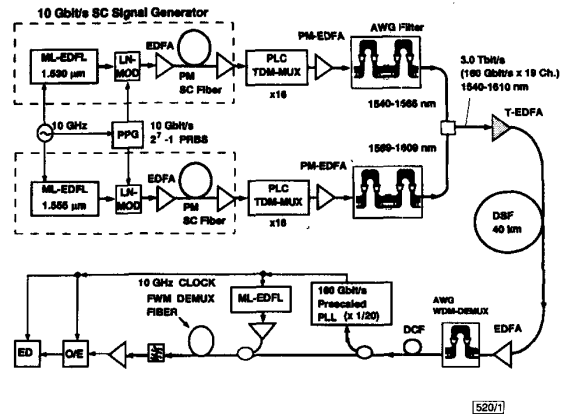 10 Gbit/s SC Signal Generator
EDFA
PM-EDFA
AWG Filter
ML-EDFL
1.530 μm
LN-
MOD
PM
SC Fiber
PLC
TDM-MUX
x16
3.0 Tbit/s
(160 Gbit/s x 19 Ch.)
1540-1610 nm
1540-1566 nm
T-EDFA
10 GHz
PPG
10 Gbit/s
2^7 -1 PRBS
1569-1609 nm
EDFA
PM-EDFA
ML-EDFL
1.555 μm
LN-
MOD
PM
SC Fiber
PLC
TDM-MUX
x16
DSF
40 km
10 GHz CLOCK
FWM DEMUX
FIBER
ML-EDFL
160 Gbit/s
Prescaled
PLL (x 1/20)
AWG
WDM-DEMUX
DCF
EDFA
ED
O/E
520/1